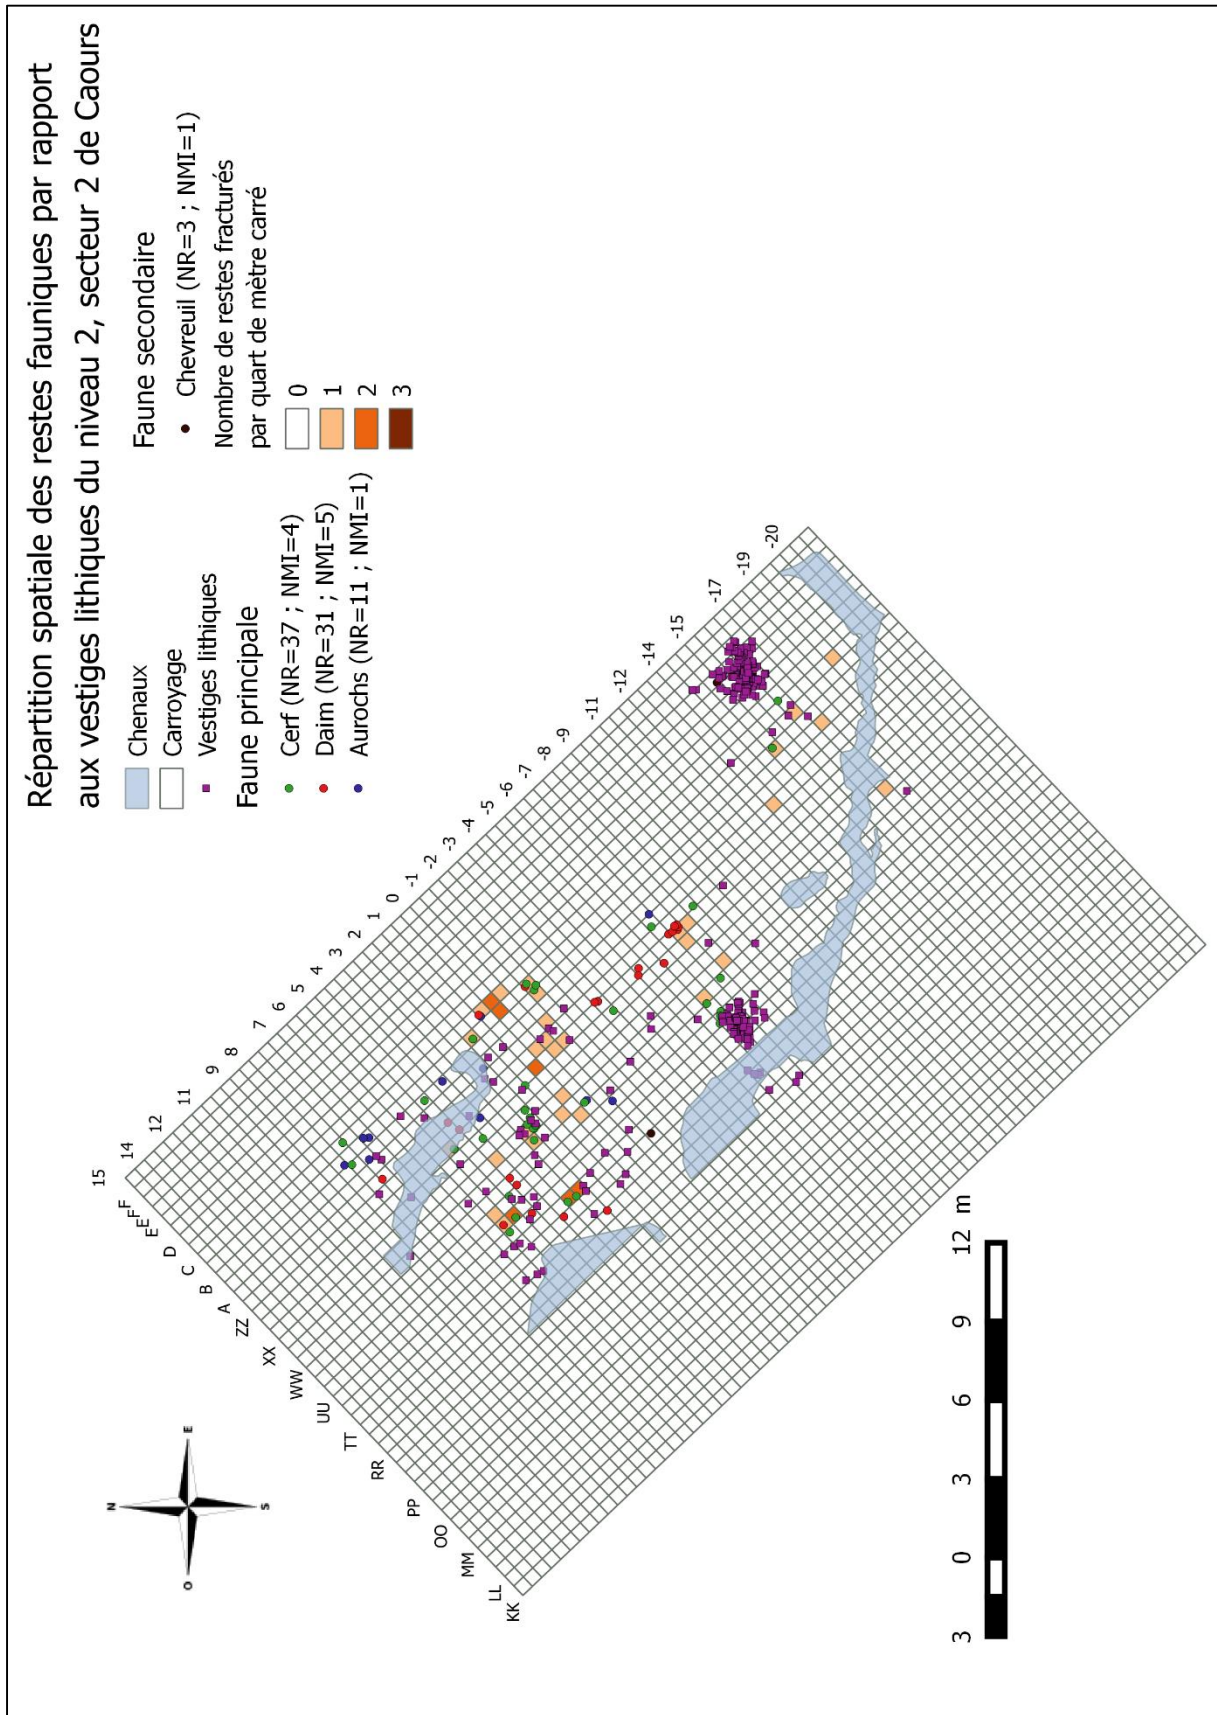 Répartition spatiale des restes fauniques par rapport
aux vestiges lithiques du niveau 2, secteur 2 de Caours
Chenaux
Carroyage
Vestiges lithiques
Faune principale
Cerf (NR=37 ; NMI=4)
Daim (NR=31 ; NMI=5)
Aurochs (NR=11 ; NMI=1)
Faune secondaire
Chevreuil (NR=3 ; NMI=1)
Nombre de restes fracturés
par quart de mètre carré
0
1
2
3
N
E
S
O
15
14
12
11
9
8
7
6
5
4
3
2
1
0
-1
-2
-3
-4
-5
-6
-7
-8
-9
-11
-12
-14
-15
-17
-19
-20
F
F
E
E
D
C
B
A
ZZ
XX
WW
UU
TT
RR
PP
OO
MM
LL
KK
3 0 3 6 9 12 m